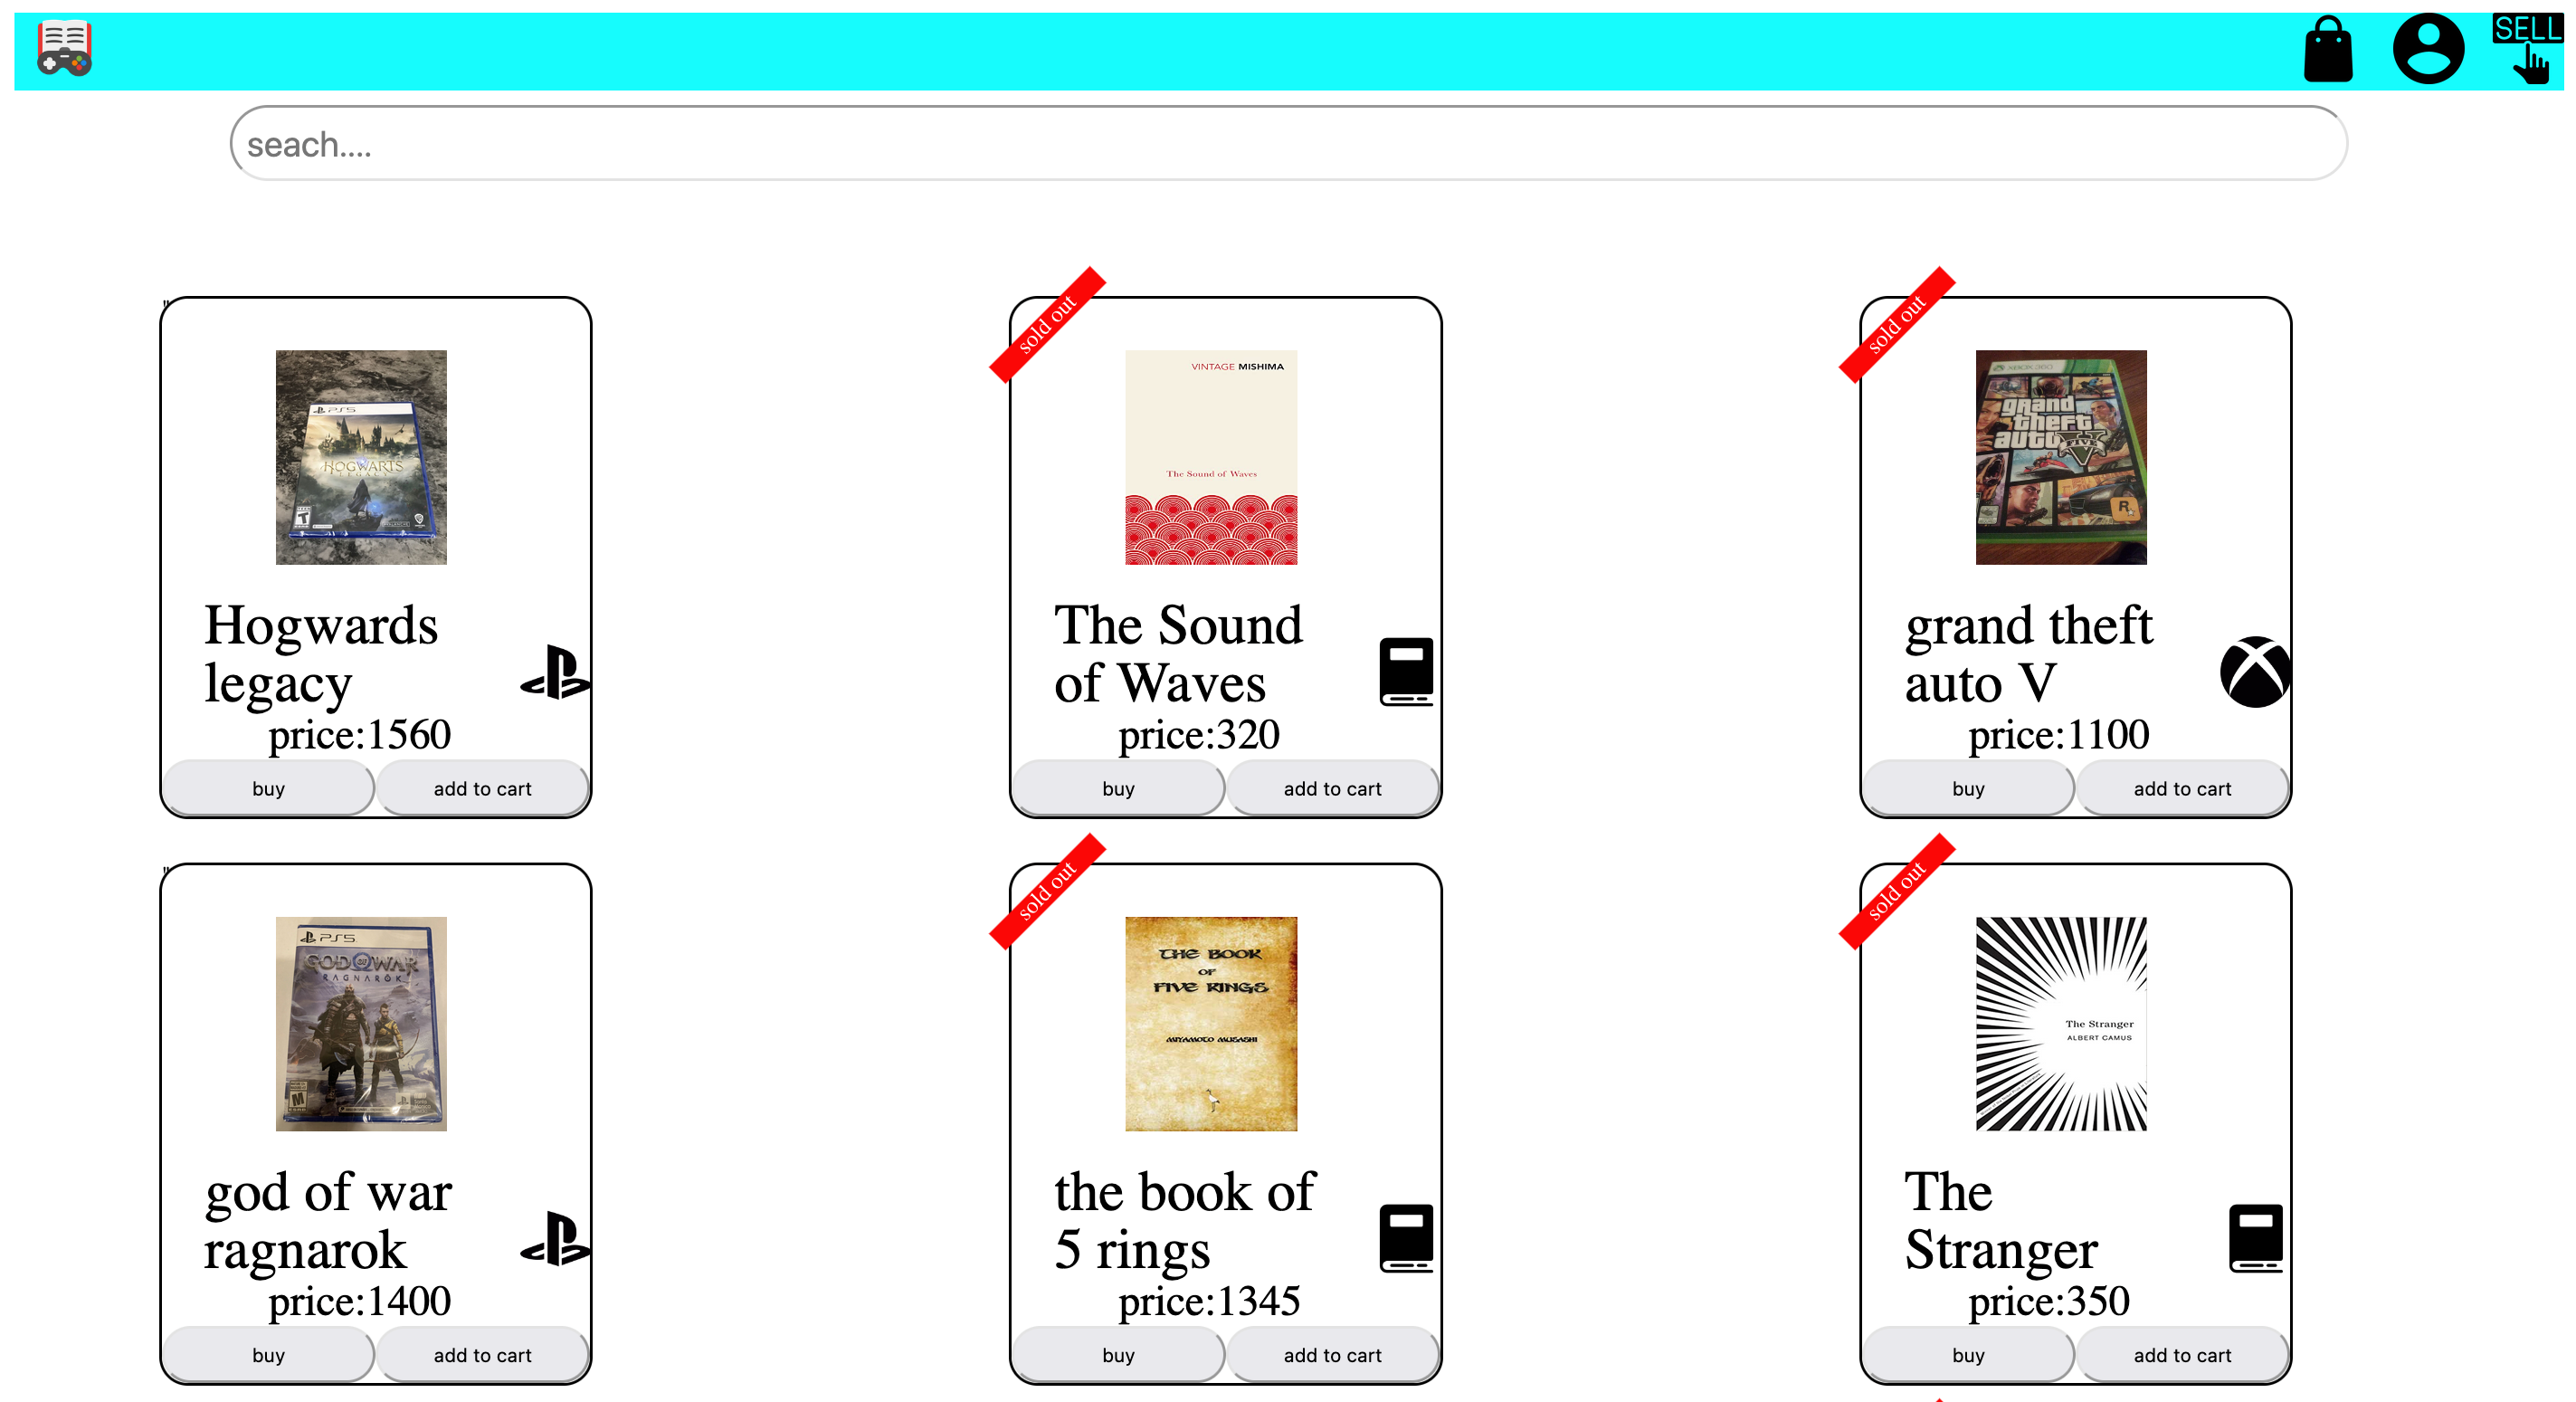 SELL
seach....
"
PS5
HOGWARTS
LEGACY
T
Hogwards
legacy
price:1560
buy
add to cart
sold out
VINTAGE MISHIMA
The Sound of Waves
The Sound
of Waves
price:320
buy
add to cart
sold out
XBOX 360
grand
theft
auto
FIVE
V
R
grand theft
auto V
price:1100
buy
add to cart
"
PS5
GOD OF WAR
RAGNARÖK
M
god of war
ragnarok
price:1400
buy
add to cart
sold out
THE BOOK
OF
FIVE RINGS
MIYAMOTO MUSASHI
the book of
5 rings
price:1345
buy
add to cart
sold out
The Stranger
ALBERT CAMUS
The
Stranger
price:350
buy
add to cart